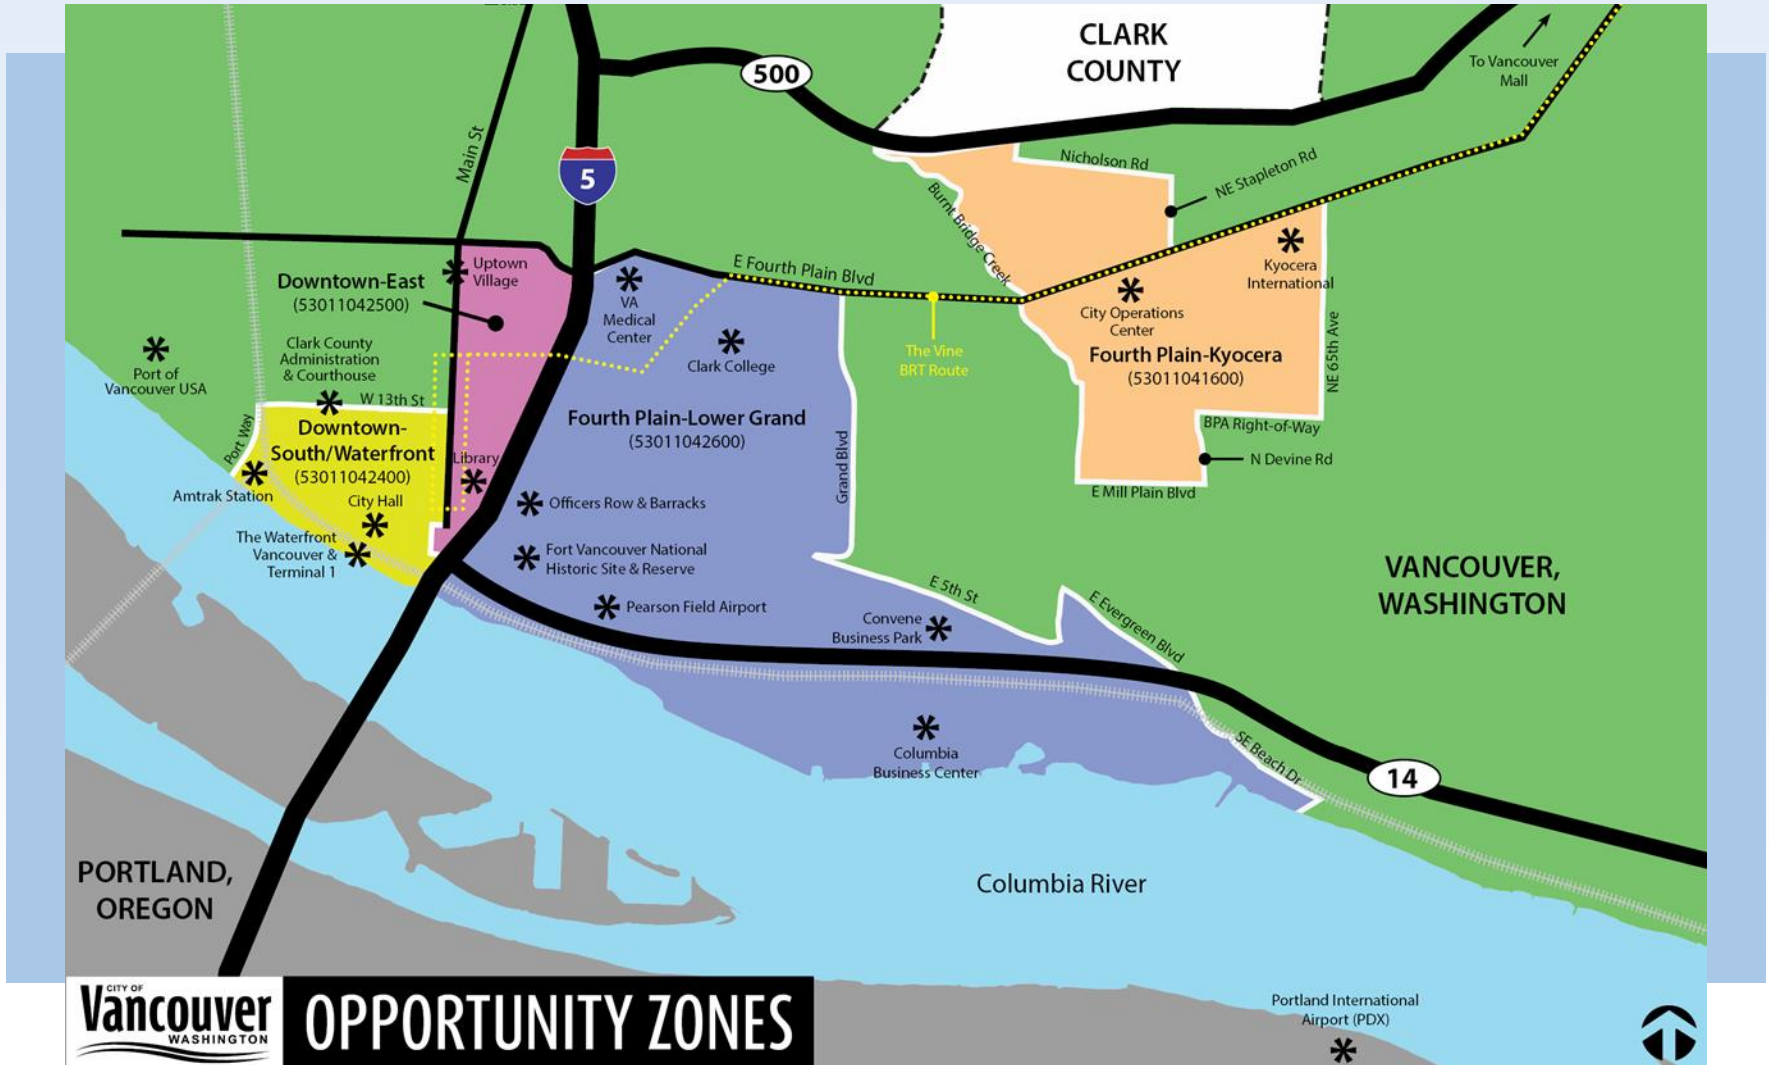 CLARK
COUNTY
500
To Vancouver
Mall
Main St
5
Nicholson Rd
NE Stapleton Rd
Burnt Bridge Creek
E Fourth Plain Blvd
Uptown
Village
Downtown-East
(53011042500)
VA
Medical
Center
Clark College
Kyocera
International
City Operations
Center
Fourth Plain-Kyocera
(53011041600)
NE 65th Ave
The Vine
BRT Route
Port of
Vancouver USA
Clark County
Administration
& Courthouse
W 13th St
Port Way
Downtown-
South/Waterfront
(53011042400)
Library
Fourth Plain-Lower Grand
(53011042600)
Grand Blvd
BPA Right-of-Way
N Devine Rd
E Mill Plain Blvd
Amtrak Station
City Hall
Officers Row & Barracks
The Waterfront
Vancouver &
Terminal 1
Fort Vancouver National
Historic Site & Reserve
Pearson Field Airport
E 5th St
Convene
Business Park
E Evergreen Blvd
VANCOUVER,
WASHINGTON
Columbia
Business Center
SE Beach Dr
14
PORTLAND,
OREGON
Columbia River
CITY OF
Vancouver
WASHINGTON
OPPORTUNITY ZONES
Portland International
Airport (PDX)